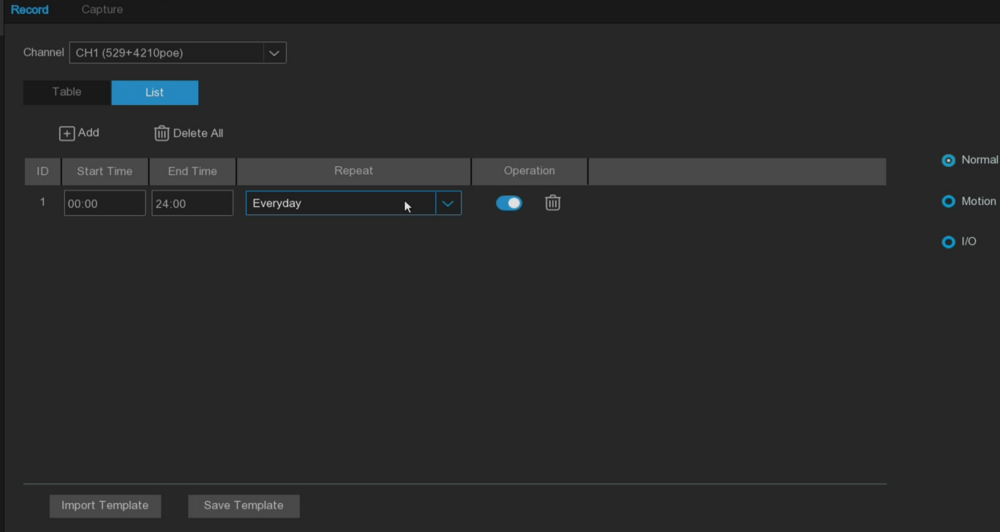 Record Capture
Channel CH1 (529+4210poe)
Table List
Add Delete All
ID Start Time End Time Repeat Operation
Normal
1 00:00 24:00 Everyday
Motion
I/O
Import Template Save Template